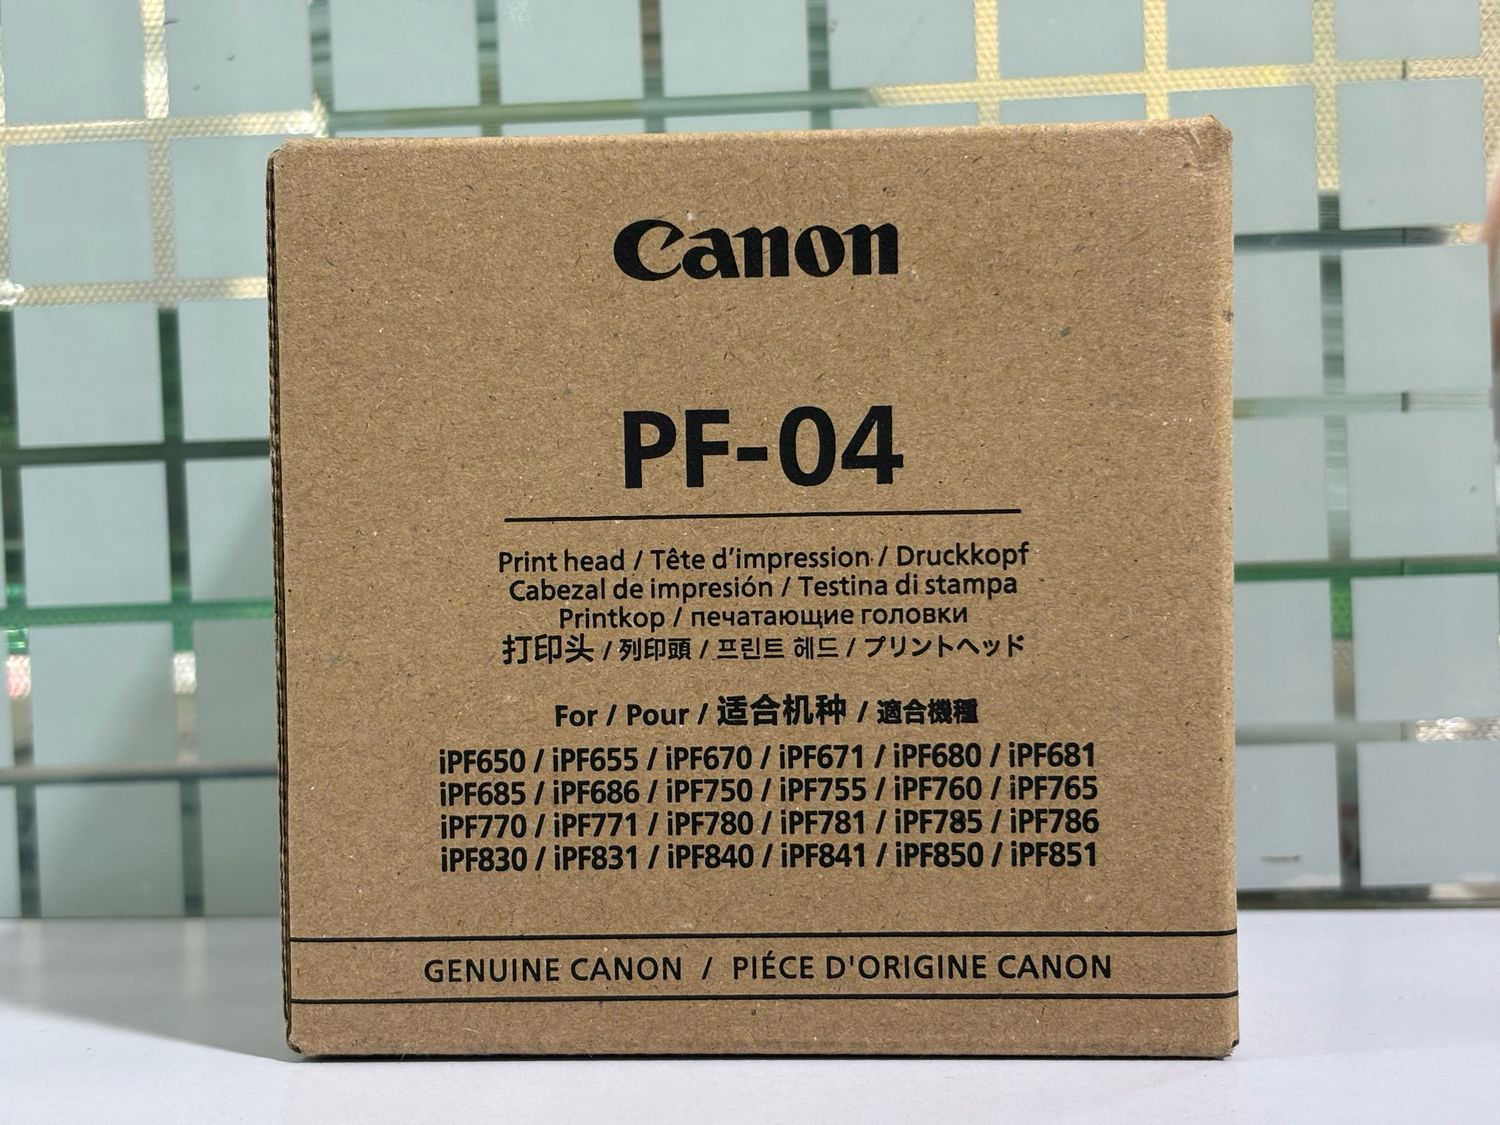 Canon
PF-04
Print head / Tête d'impression / Druckkopf
Cabezal de impresión / Testina di stampa
Printkop / печатающие головки
打印头 / 列印頭 / 프린트 헤드 / プリントヘッド
For / Pour / 适合机种 / 適合機種
iPF650 / iPF655 / iPF670 / iPF671 / iPF680 / iPF681
iPF685 / iPF686 / iPF750 / iPF755 / iPF760 / iPF765
iPF770 / iPF771 / iPF780 / iPF781 / iPF785 / iPF786
iPF830 / iPF831 / iPF840 / iPF841 / iPF850 / iPF851
GENUINE CANON / PIÉCE D'ORIGINE CANON